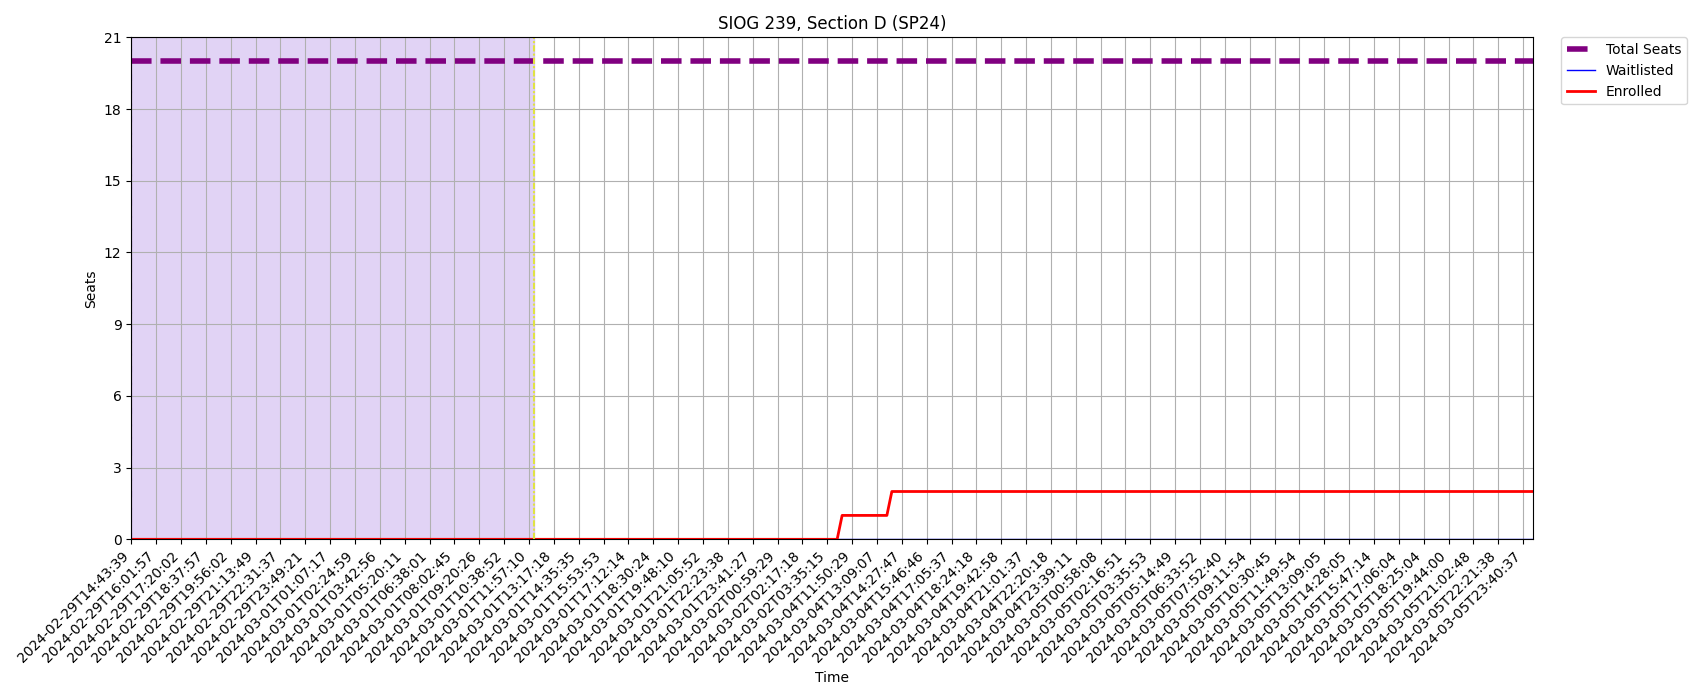 SIOG 239, Section D (SP24)
21
18
15
12
9
6
3
0
Seats
Total Seats
Waitlisted
Enrolled
2024-02-29T14:43:39
2024-02-29T16:01:57
2024-02-29T17:20:02
2024-02-29T18:37:57
2024-02-29T19:56:02
2024-02-29T21:13:49
2024-02-29T22:31:37
2024-02-29T23:49:21
2024-03-01T01:07:17
2024-03-01T02:24:59
2024-03-01T03:42:56
2024-03-01T05:20:11
2024-03-01T06:38:01
2024-03-01T08:02:45
2024-03-01T09:20:26
2024-03-01T10:38:52
2024-03-01T11:57:10
2024-03-01T13:17:18
2024-03-01T14:35:35
2024-03-01T15:53:53
2024-03-01T17:12:14
2024-03-01T18:30:24
2024-03-01T19:48:10
2024-03-01T21:05:52
2024-03-01T22:23:38
2024-03-01T23:41:27
2024-03-02T00:59:29
2024-03-02T02:17:18
2024-03-02T03:35:15
2024-03-04T11:50:29
2024-03-04T13:09:07
2024-03-04T14:27:47
2024-03-04T15:46:46
2024-03-04T17:05:37
2024-03-04T18:24:18
2024-03-04T19:42:58
2024-03-04T21:01:37
2024-03-04T22:20:18
2024-03-04T23:39:11
2024-03-05T00:58:08
2024-03-05T02:16:51
2024-03-05T03:35:53
2024-03-05T05:14:49
2024-03-05T06:33:52
2024-03-05T07:52:40
2024-03-05T09:11:54
2024-03-05T10:30:45
2024-03-05T11:49:54
2024-03-05T13:09:05
2024-03-05T14:28:05
2024-03-05T15:47:14
2024-03-05T17:06:04
2024-03-05T18:25:04
2024-03-05T19:44:00
2024-03-05T21:02:48
2024-03-05T22:21:38
2024-03-05T23:40:37
Time